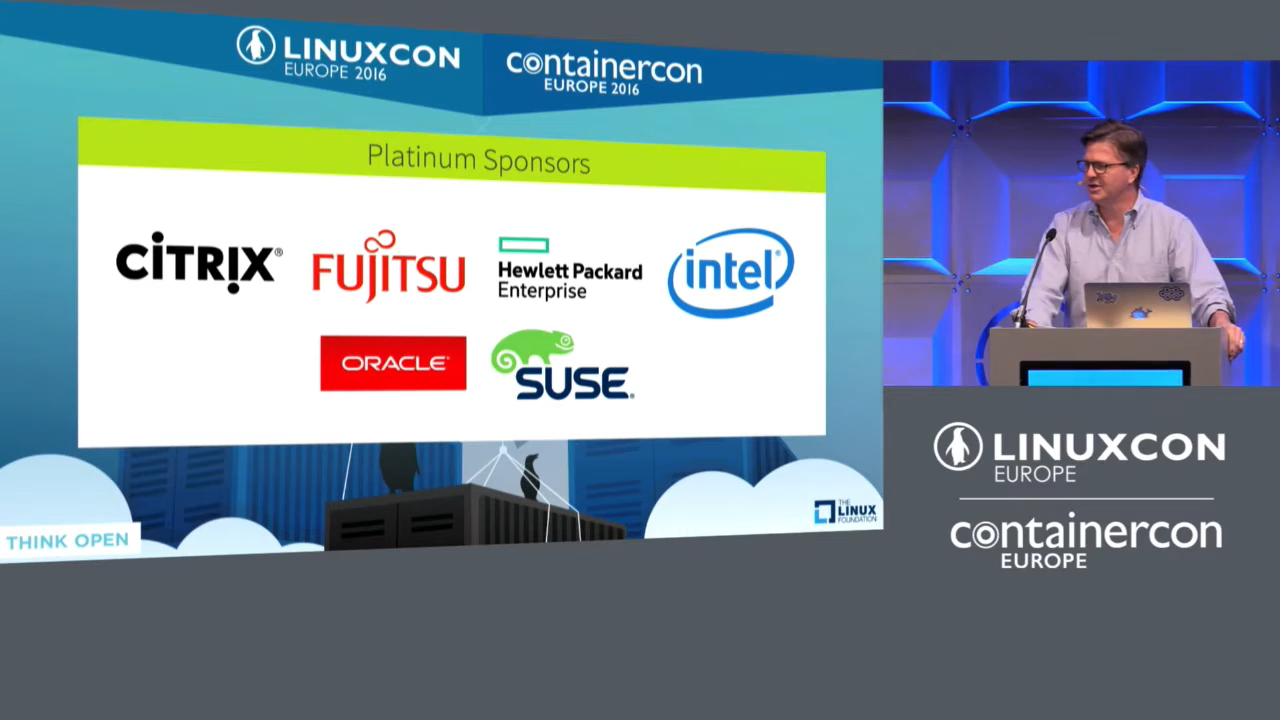 LINUXCON
EUROPE 2016
containercon
EUROPE 2016
Platinum Sponsors
CITRIX®
FUJITSU
Hewlett Packard
Enterprise
intel®
ORACLE®
SUSE®
THINK OPEN
THE
LINUX
FOUNDATION
LINUXCON
EUROPE
containercon
EUROPE